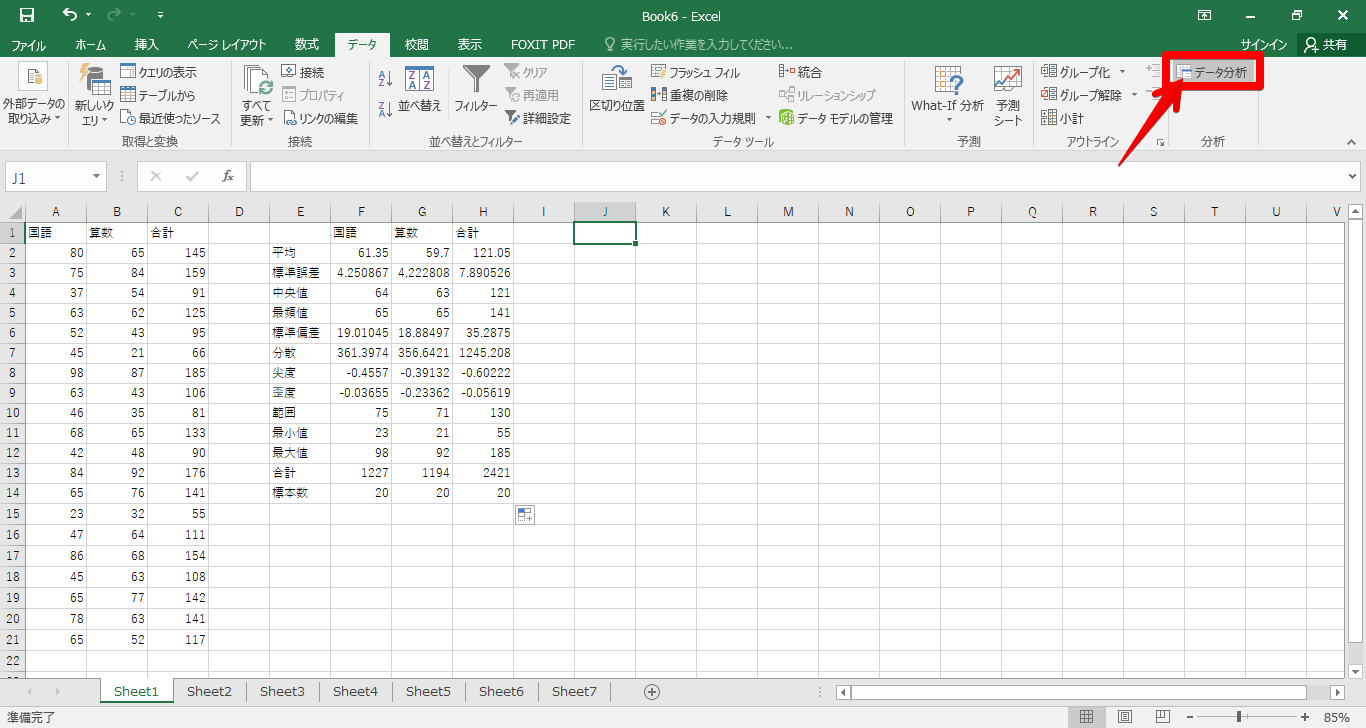 Book6 - Excel
ファイル ホーム 挿入 ページ レイアウト 数式 データ 校閲 表示 FOXIT PDF 実行したい作業を入力してください... サインイン 共有
外部データの取り込み
新しいクエリ
クエリの表示
テーブルから
最近使ったソース
取得と変換
すべて更新
接続
プロパティ
リンクの編集
接続
並べ替え
フィルター
クリア
再適用
詳細設定
並べ替えとフィルター
区切り位置
フラッシュ フィル
重複の削除
データの入力規則
統合
リレーションシップ
データ モデルの管理
データ ツール
What-If 分析
予測シート
予測
グループ化
グループ解除
小計
アウトライン
データ分析
分析
J1 fx
A B C D E F G H I J K L M N O P Q R S T U V
1 国語 算数 合計 国語 算数 合計
2 80 65 145 平均 61.35 59.7 121.05
3 75 84 159 標準誤差 4.250867 4.222808 7.890526
4 37 54 91 中央値 64 63 121
5 63 62 125 最頻値 65 65 141
6 52 43 95 標準偏差 19.01045 18.88497 35.2875
7 45 21 66 分散 361.3974 356.6421 1245.208
8 98 87 185 尖度 -0.4557 -0.39132 -0.60222
9 63 43 106 歪度 -0.03655 -0.23362 -0.05619
10 46 35 81 範囲 75 71 130
11 68 65 133 最小値 23 21 55
12 42 48 90 最大値 98 92 185
13 84 92 176 合計 1227 1194 2421
14 65 76 141 標本数 20 20 20
15 23 32 55
16 47 64 111
17 86 68 154
18 45 63 108
19 65 77 142
20 78 63 141
21 65 52 117
22
Sheet1 Sheet2 Sheet3 Sheet4 Sheet5 Sheet6 Sheet7
準備完了 85%